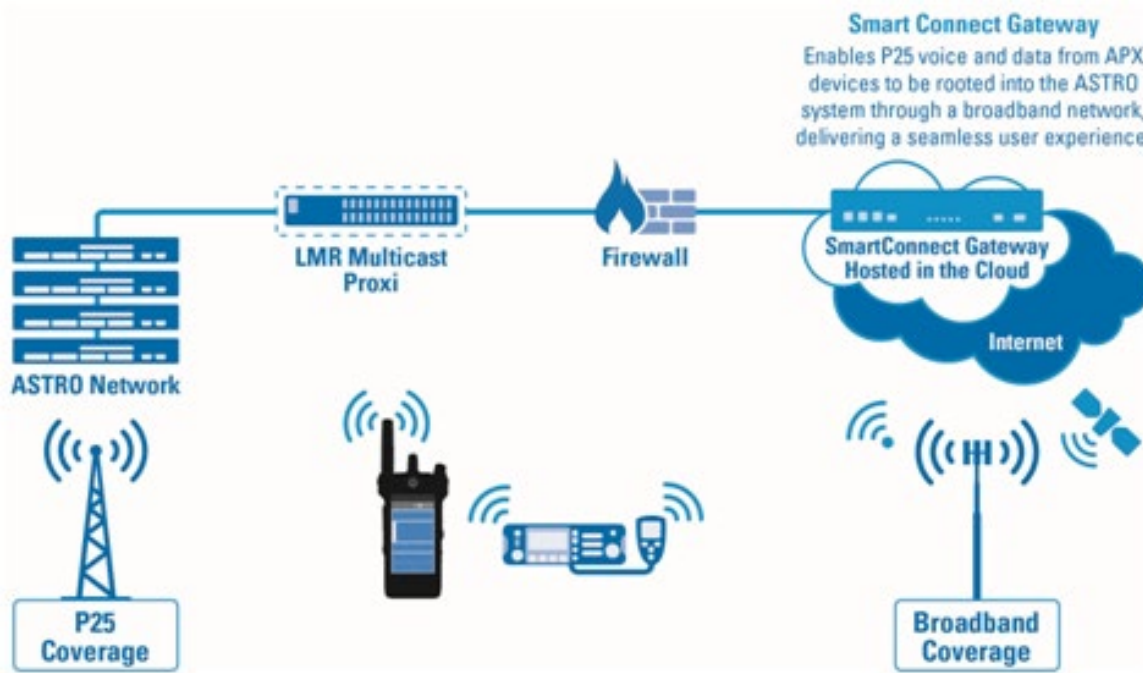 Smart Connect Gateway
Enables P25 voice and data from APX
devices to be rooted into the ASTRO
system through a broadband network,
delivering a seamless user experience
LMR Multicast
Proxi
Firewall
SmartConnect Gateway
Hosted in the Cloud
Internet
ASTRO Network
P25
Coverage
Broadband
Coverage